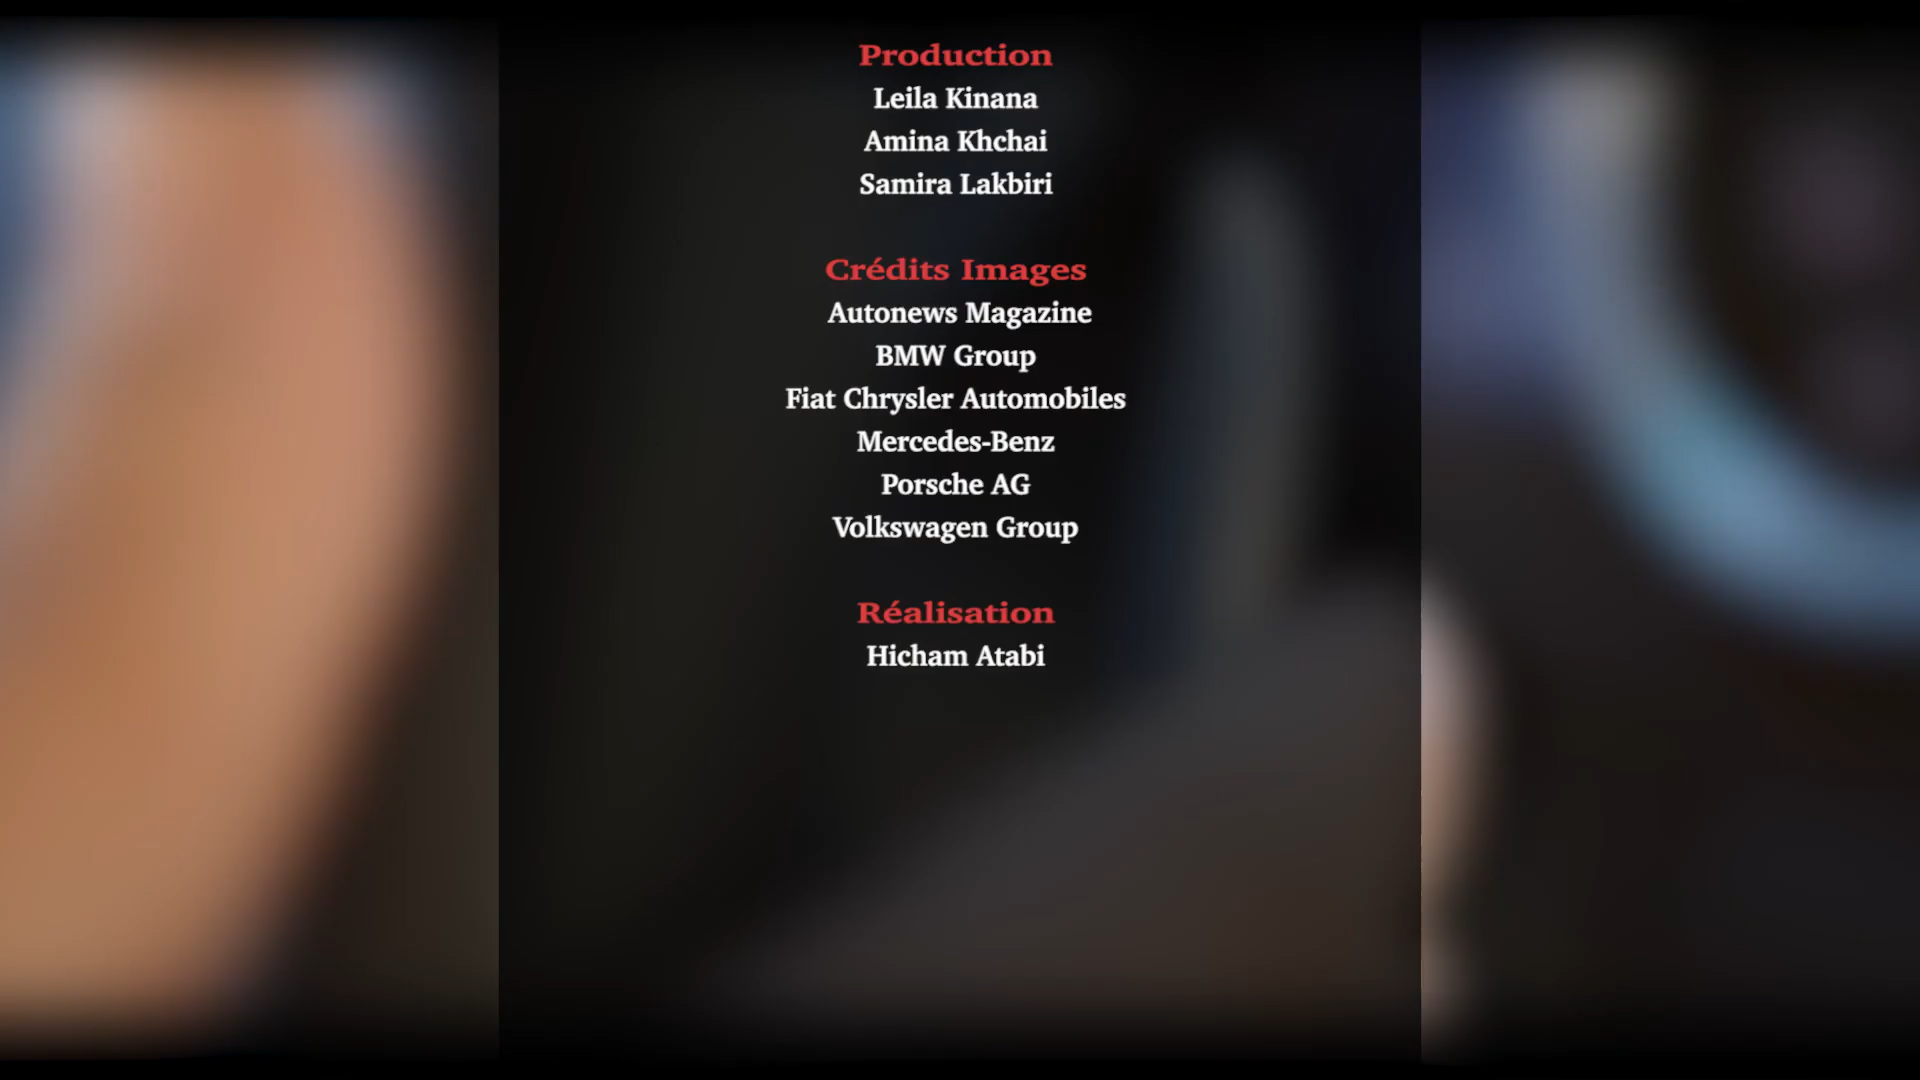 Production
Leila Kinana
Amina Khchai
Samira Lakbiri
Crédits Images
Autonews Magazine
BMW Group
Fiat Chrysler Automobiles
Mercedes-Benz
Porsche AG
Volkswagen Group
Réalisation
Hicham Atabi